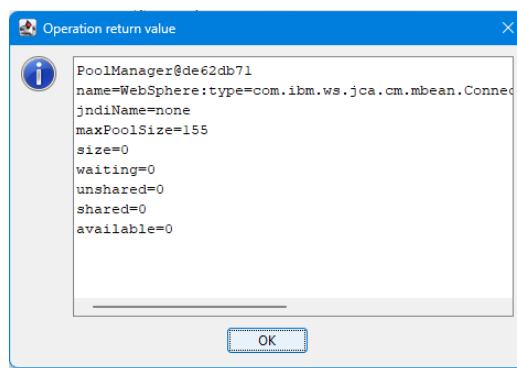 Operation return value
PoolManager@de62db71
name=WebSphere:type=com.ibm.ws.jca.cm.mbean.Connec
jndiName=none
maxPoolSize=155
size=0
waiting=0
unshared=0
shared=0
available=0
OK